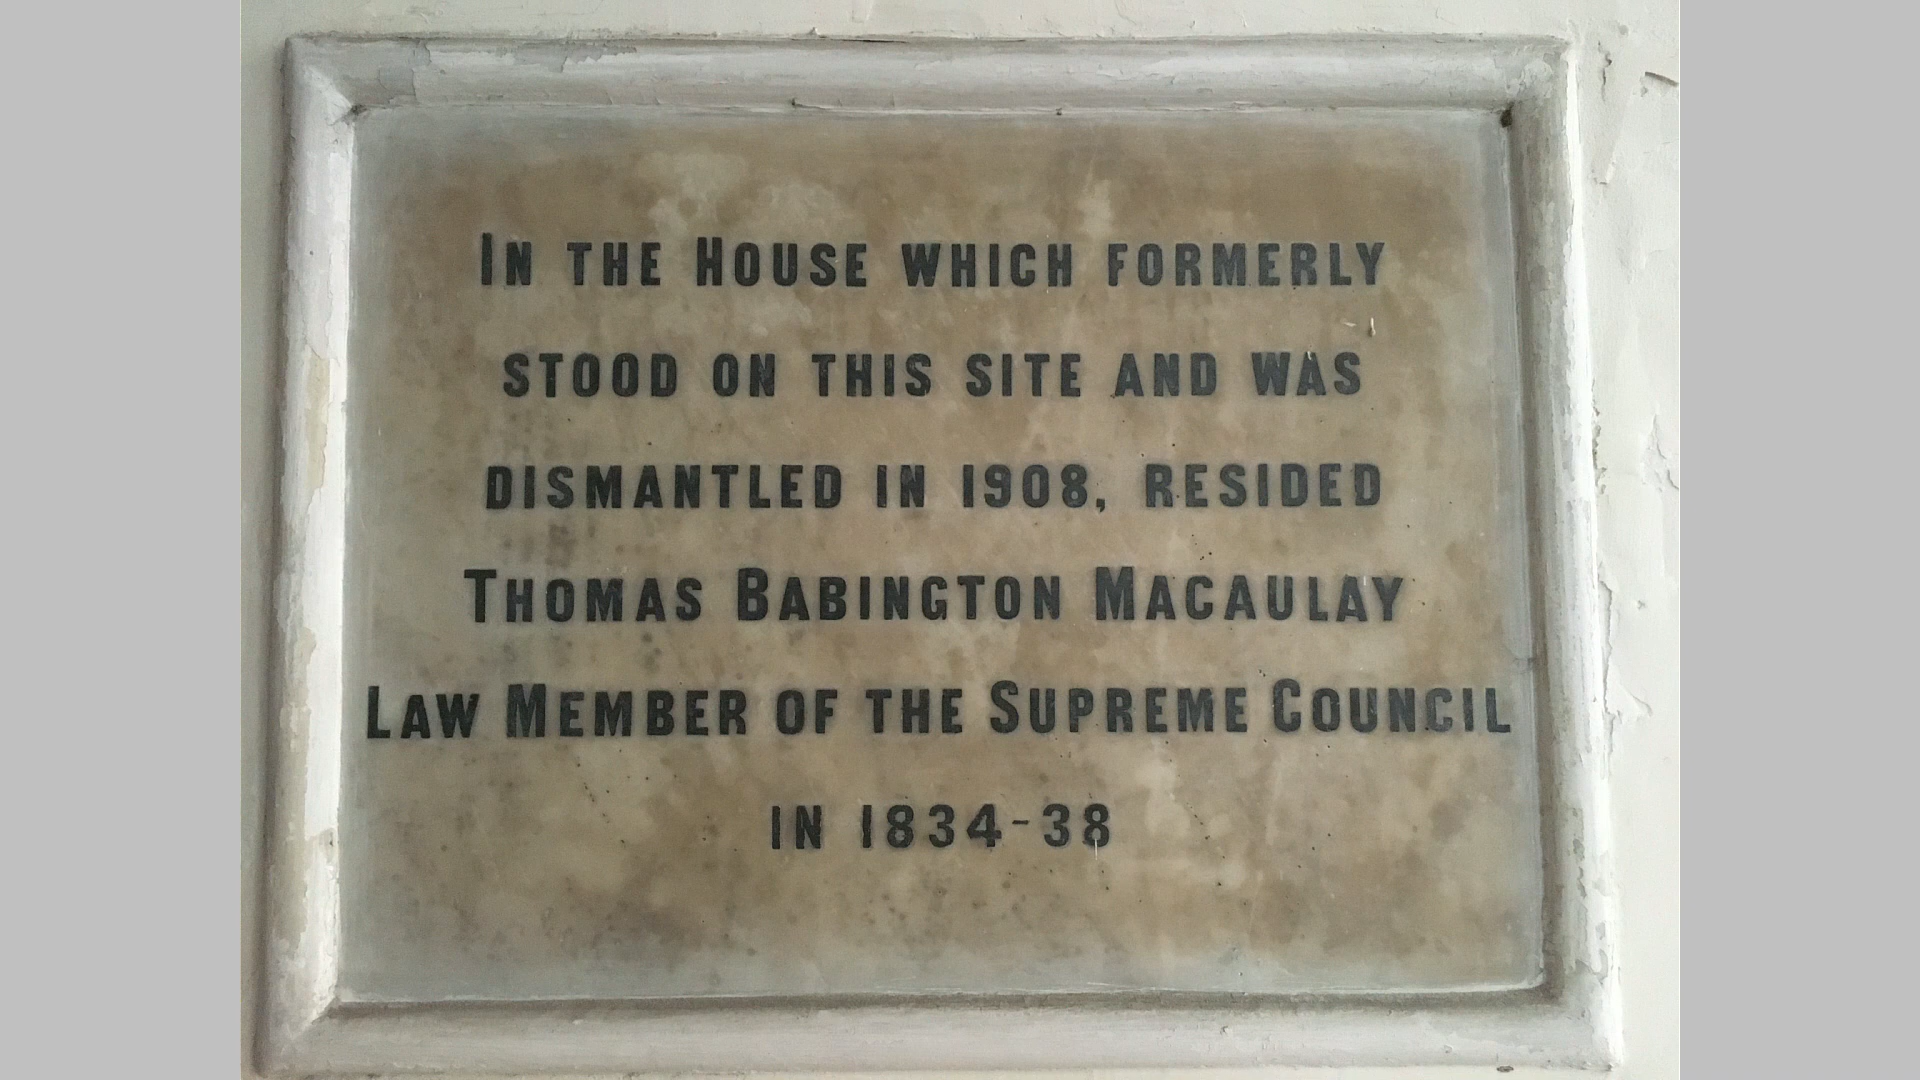 In the House which formerly
stood on this site and was
dismantled in 1908, resided
Thomas Babington Macaulay
Law Member of the Supreme Council
in 1834-38